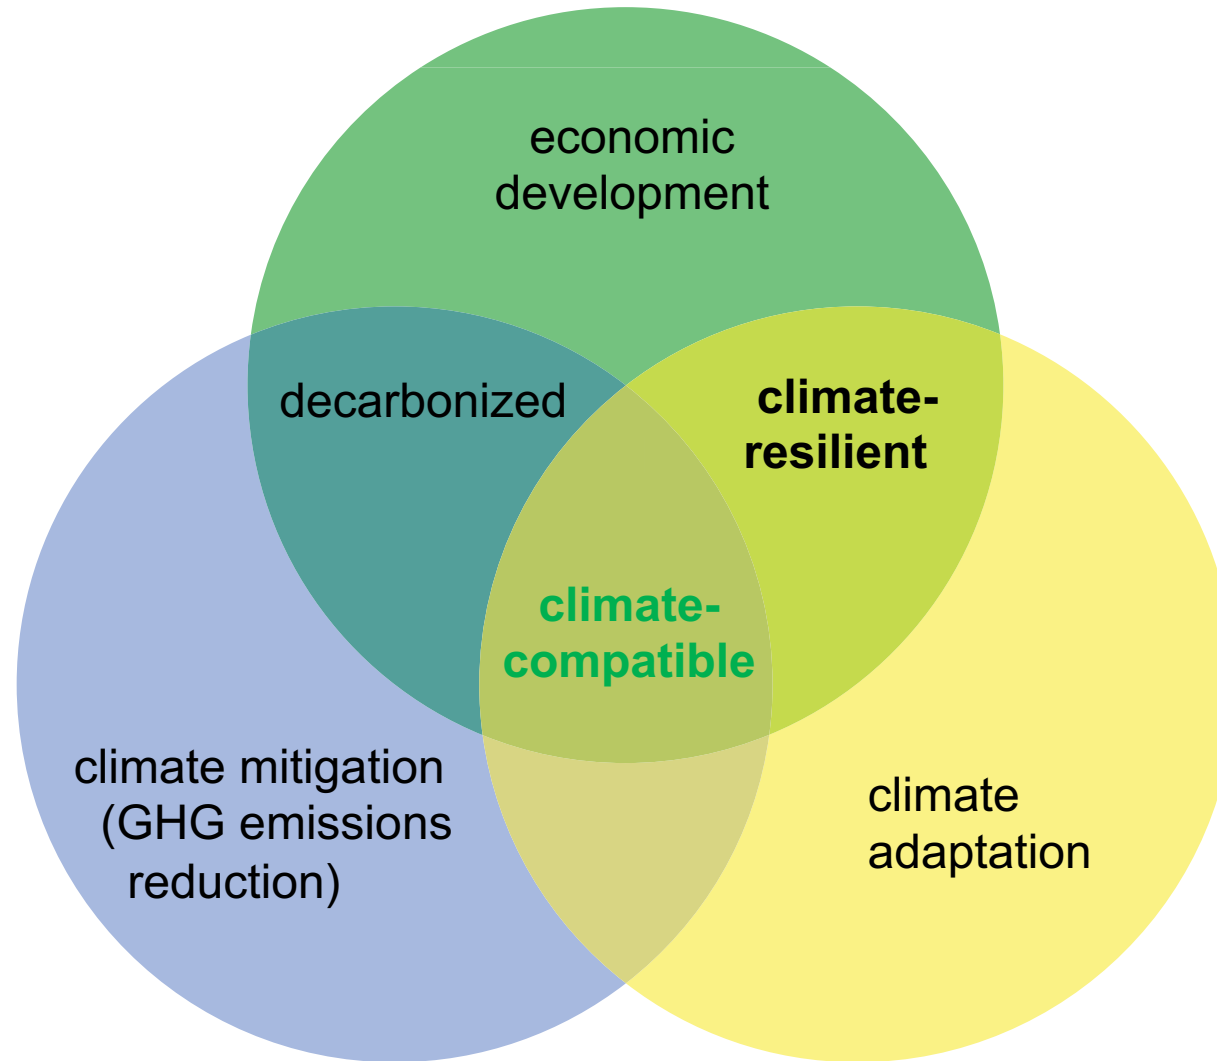 economic
development
decarbonized
climate-
resilient
climate-
compatible
climate mitigation
(GHG emissions
reduction)
climate
adaptation